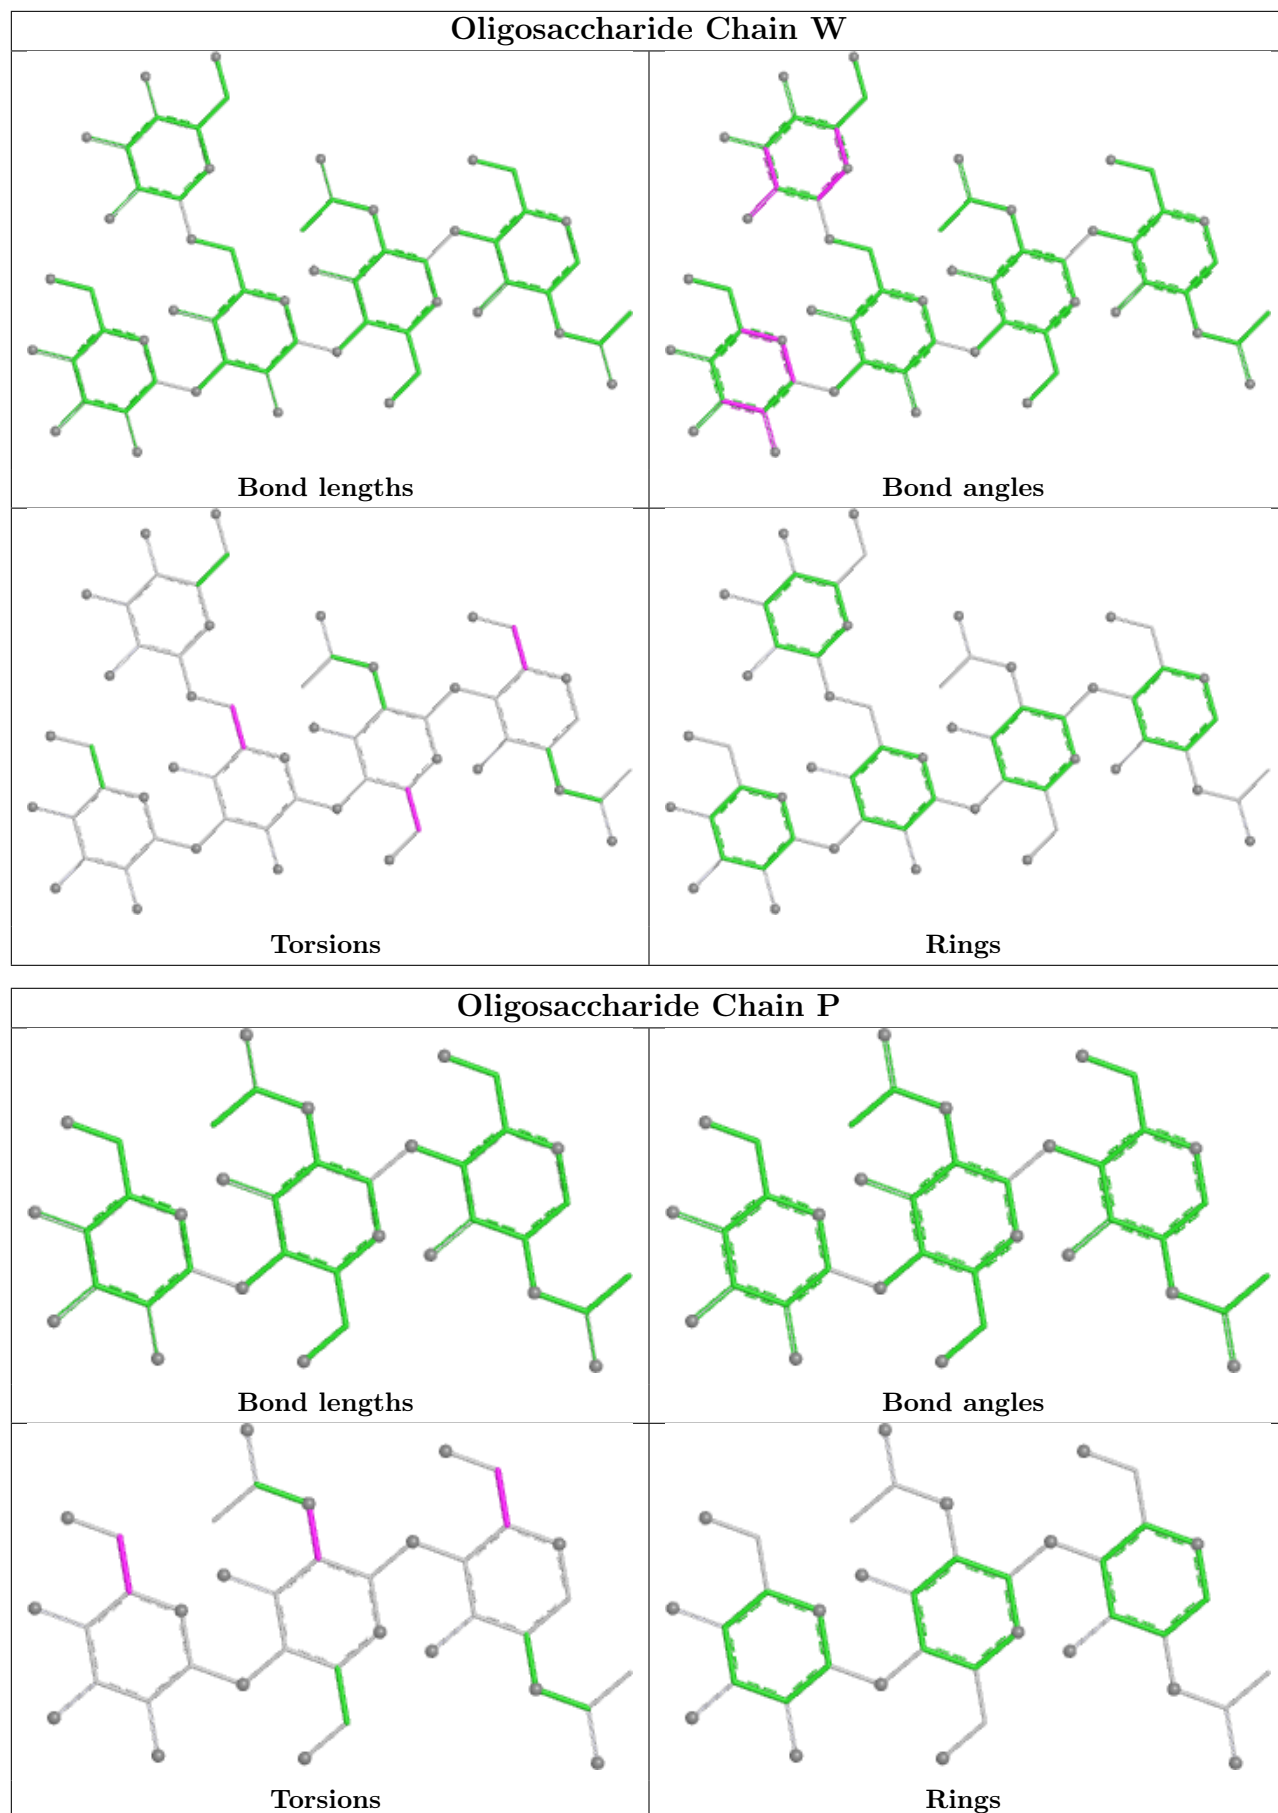 Oligosaccharide Chain W
Bond lengths
Bond angles
Torsions
Rings
Oligosaccharide Chain P
Bond lengths
Bond angles
Torsions
Rings